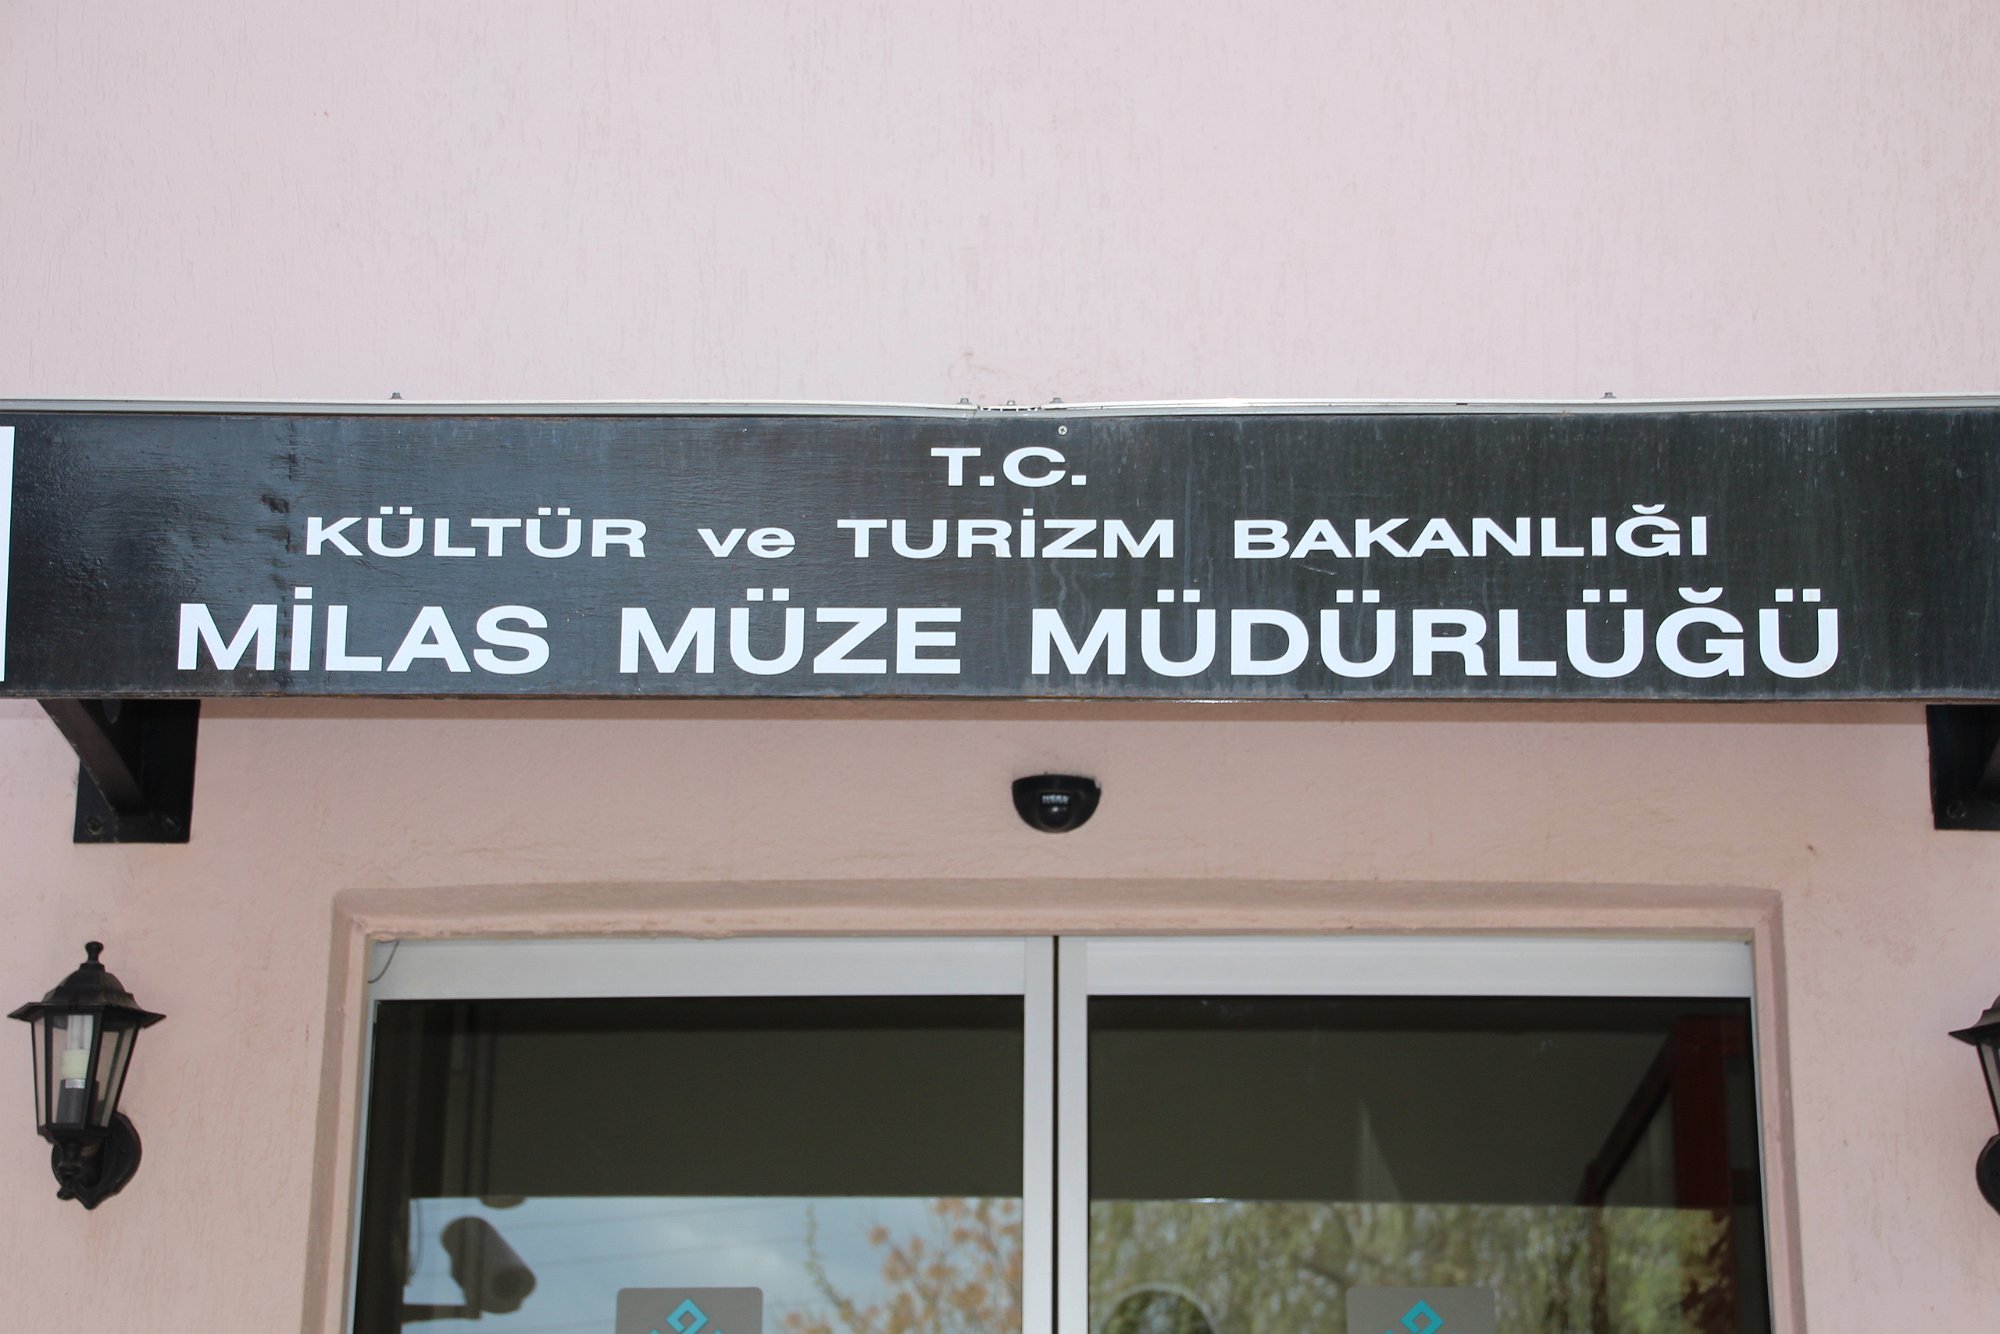 T.C.
KÜLTÜR ve TURİZM BAKANLIĞI
MİLAS MÜZE MÜDÜRLÜĞÜ